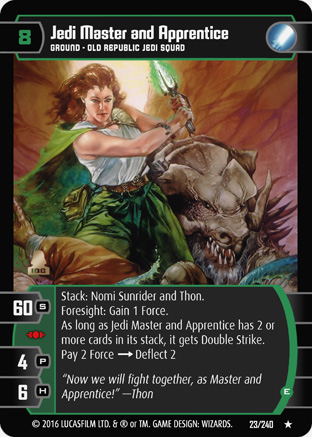 8
Jedi Master and Apprentice
GROUND - OLD REPUBLIC JEDI SQUAD
60 S
4 P
6 H
Stack: Nomi Sunrider and Thon.
Foresight: Gain 1 Force.
As long as Jedi Master and Apprentice has 2 or
more cards in its stack, it gets Double Strike.
Pay 2 Force → Deflect 2
“Now we will fight together, as Master and
Apprentice!” —Thon
E
© 2016 LUCASFILM LTD. & ® or TM. GAME DESIGN: WIZARDS.
23/240